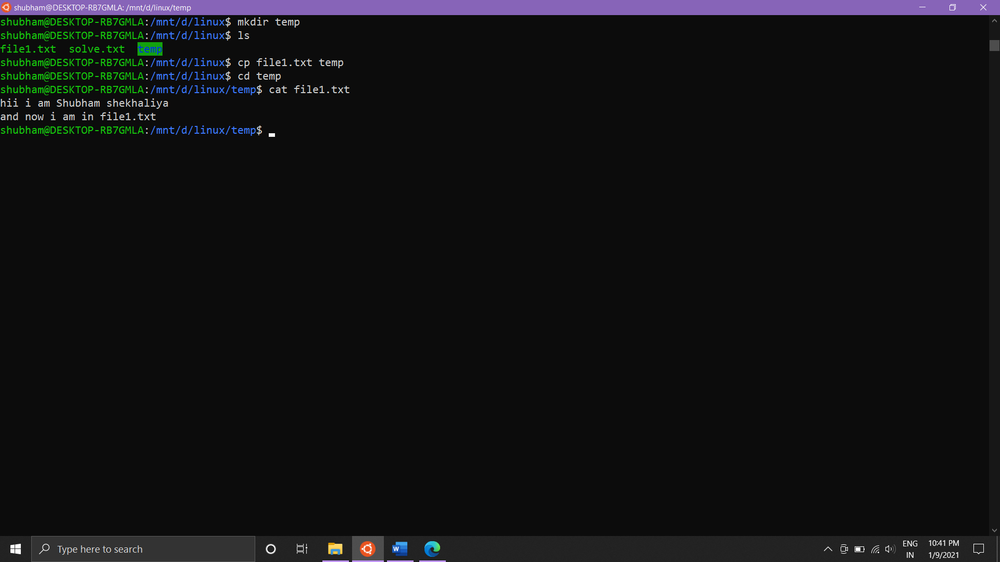 shubham@DESKTOP-RB7GMLA: /mnt/d/linux/temp
shubham@DESKTOP-RB7GMLA:/mnt/d/linux$ mkdir temp
shubham@DESKTOP-RB7GMLA:/mnt/d/linux$ ls
file1.txt  solve.txt  temp
shubham@DESKTOP-RB7GMLA:/mnt/d/linux$ cp file1.txt temp
shubham@DESKTOP-RB7GMLA:/mnt/d/linux$ cd temp
shubham@DESKTOP-RB7GMLA:/mnt/d/linux/temp$ cat file1.txt
hii i am Shubham shekhaliya
and now i am in file1.txt
shubham@DESKTOP-RB7GMLA:/mnt/d/linux/temp$
Type here to search
W
ENG
IN
10:41 PM
1/9/2021